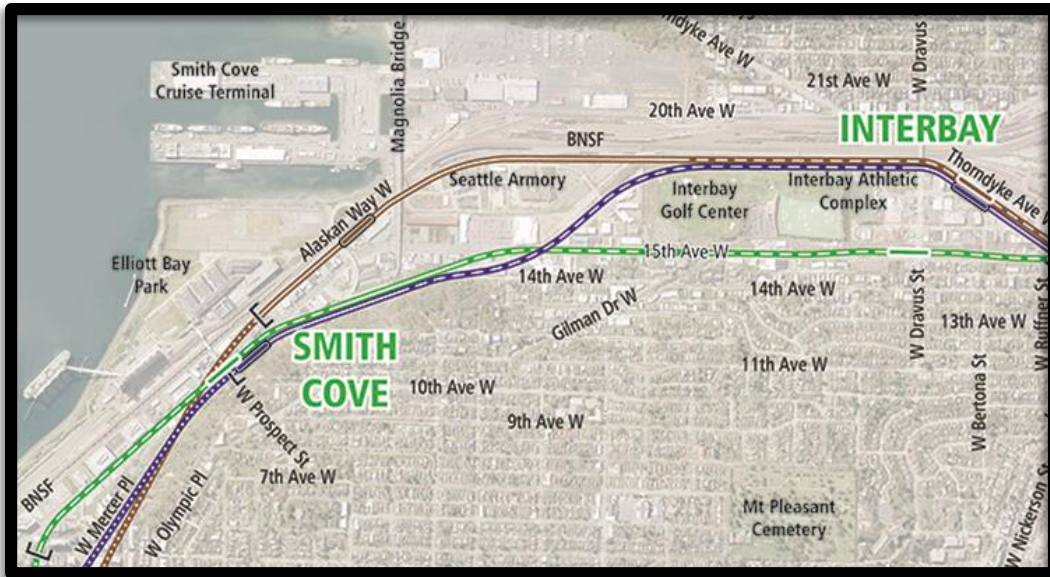 Thorndyke Ave W
W Dravus
21st Ave W
Smith Cove
Cruise Terminal
Magnolia Bridge
20th Ave W
INTERBAY
BNSF
Thorndyke Ave W
Seattle Armory
Interbay
Golf Center
Interbay Athletic
Complex
Alaskan Way W
15th Ave W
Elliott Bay
Park
14th Ave W
14th Ave W
Gilman Dr W
W Dravus St
13th Ave W
W Ruffner St
SMITH
COVE
11th Ave W
10th Ave W
9th Ave W
W Bertona St
W Prospect St
7th Ave W
BNSF
W Mercer Pl
W Olympic Pl
Mt Pleasant
Cemetery
W Nickerson St